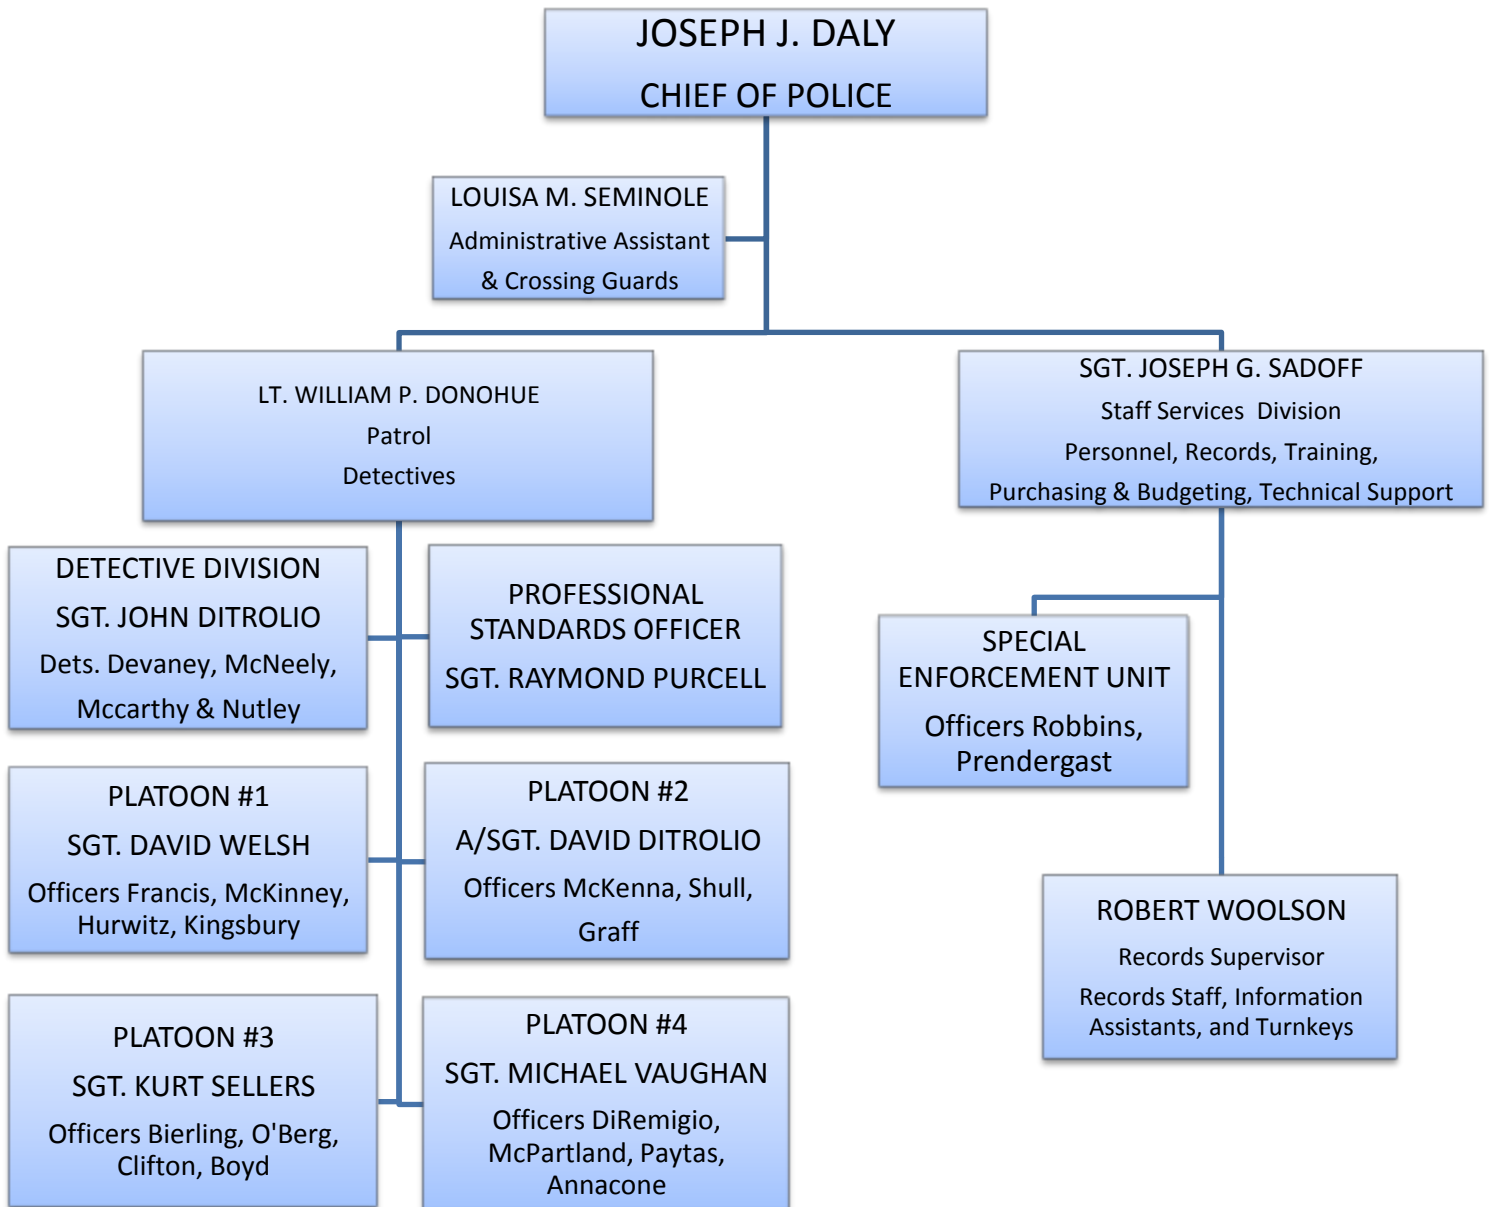 JOSEPH J. DALY
CHIEF OF POLICE
LOUISA M. SEMINOLE
Administrative Assistant
& Crossing Guards
LT. WILLIAM P. DONOHUE
Patrol
Detectives
SGT. JOSEPH G. SADOFF
Staff Services Division
Personnel, Records, Training,
Purchasing & Budgeting, Technical Support
DETECTIVE DIVISION
SGT. JOHN DITROLIO
Dets. Devaney, McNeely,
Mccarthy & Nutley
PROFESSIONAL
STANDARDS OFFICER
SGT. RAYMOND PURCELL
SPECIAL
ENFORCEMENT UNIT
Officers Robbins,
Prendergast
PLATOON #1
SGT. DAVID WELSH
Officers Francis, McKinney,
Hurwitz, Kingsbury
PLATOON #2
A/SGT. DAVID DITROLIO
Officers McKenna, Shull,
Graff
ROBERT WOOLSON
Records Supervisor
Records Staff, Information
Assistants, and Turnkeys
PLATOON #3
SGT. KURT SELLERS
Officers Bierling, O'Berg,
Clifton, Boyd
PLATOON #4
SGT. MICHAEL VAUGHAN
Officers DiRemigio,
McPartland, Paytas,
Annacone